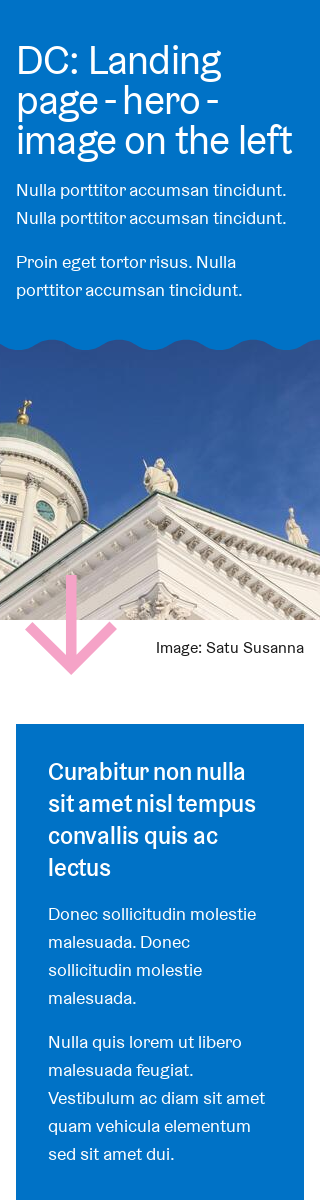 DC: Landing
page - hero -
image on the left
Nulla porttitor accumsan tincidunt.
Nulla porttitor accumsan tincidunt.
Proin eget tortor risus. Nulla
porttitor accumsan tincidunt.
Image: Satu Susanna
Curabitur non nulla
sit amet nisl tempus
convallis quis ac
lectus
Donec sollicitudin molestie
malesuada. Donec
sollicitudin molestie
malesuada.
Nulla quis lorem ut libero
malesuada feugiat.
Vestibulum ac diam sit amet
quam vehicula elementum
sed sit amet dui.